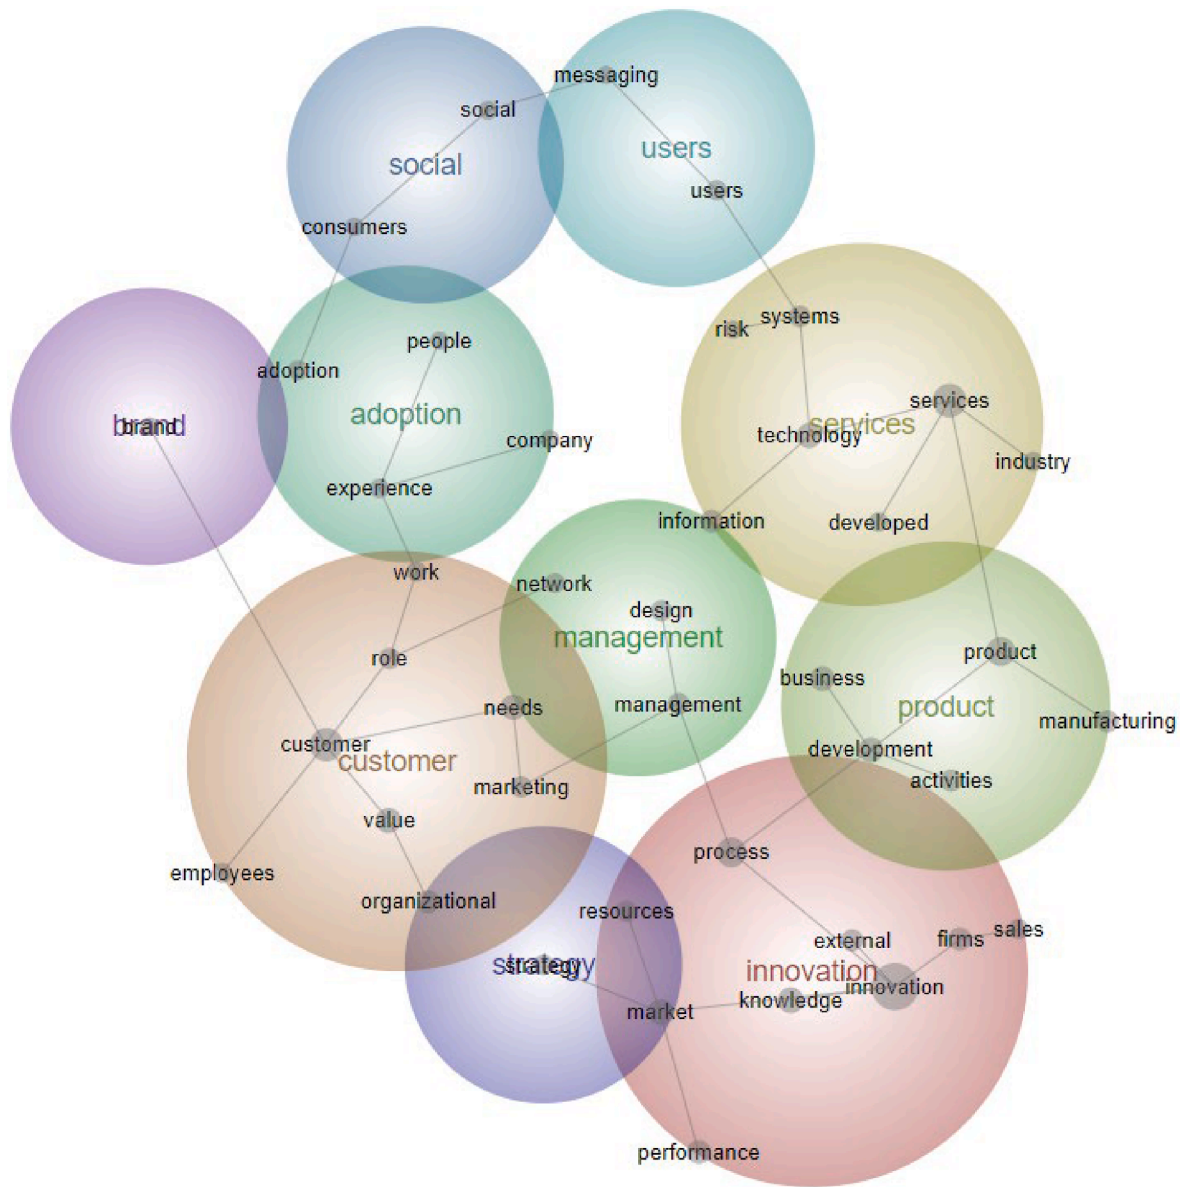 messaging
social
users
social
users
consumers
systems
risk
people
adoption
services
brand
brand
adoption
services
technology
company
industry
experience
information
developed
work
network
design
management
role
product
business
needs
management
product
manufacturing
customer
development
customer
activities
marketing
value
process
employees
organizational
resources
external
firms
sales
strategy
strategy
innovation
innovation
knowledge
market
performance